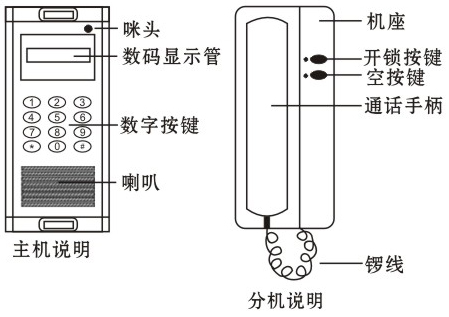 咪头
数码显示管
1 2 3
4 5 6
7 8 9
* 0 #
数字按键
喇叭
主机说明
机座
开锁按键
空按键
通话手柄
锣线
分机说明